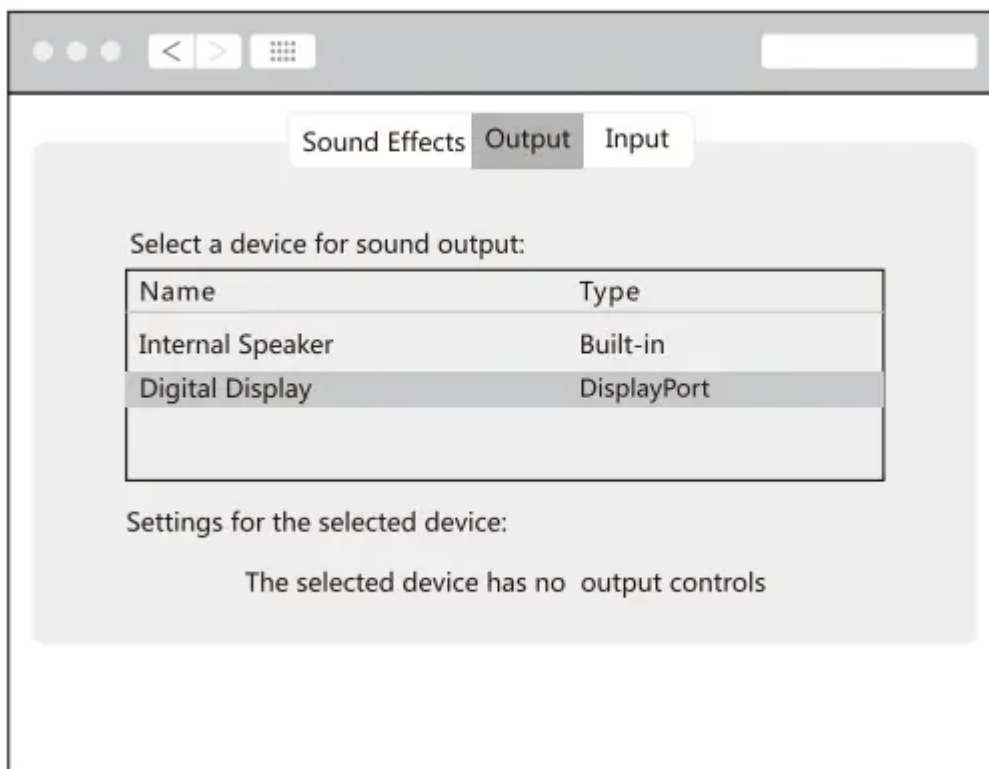 Sound Effects Output Input
Select a device for sound output:
Name Type
Internal Speaker Built-in
Digital Display DisplayPort
Settings for the selected device:
The selected device has no output controls